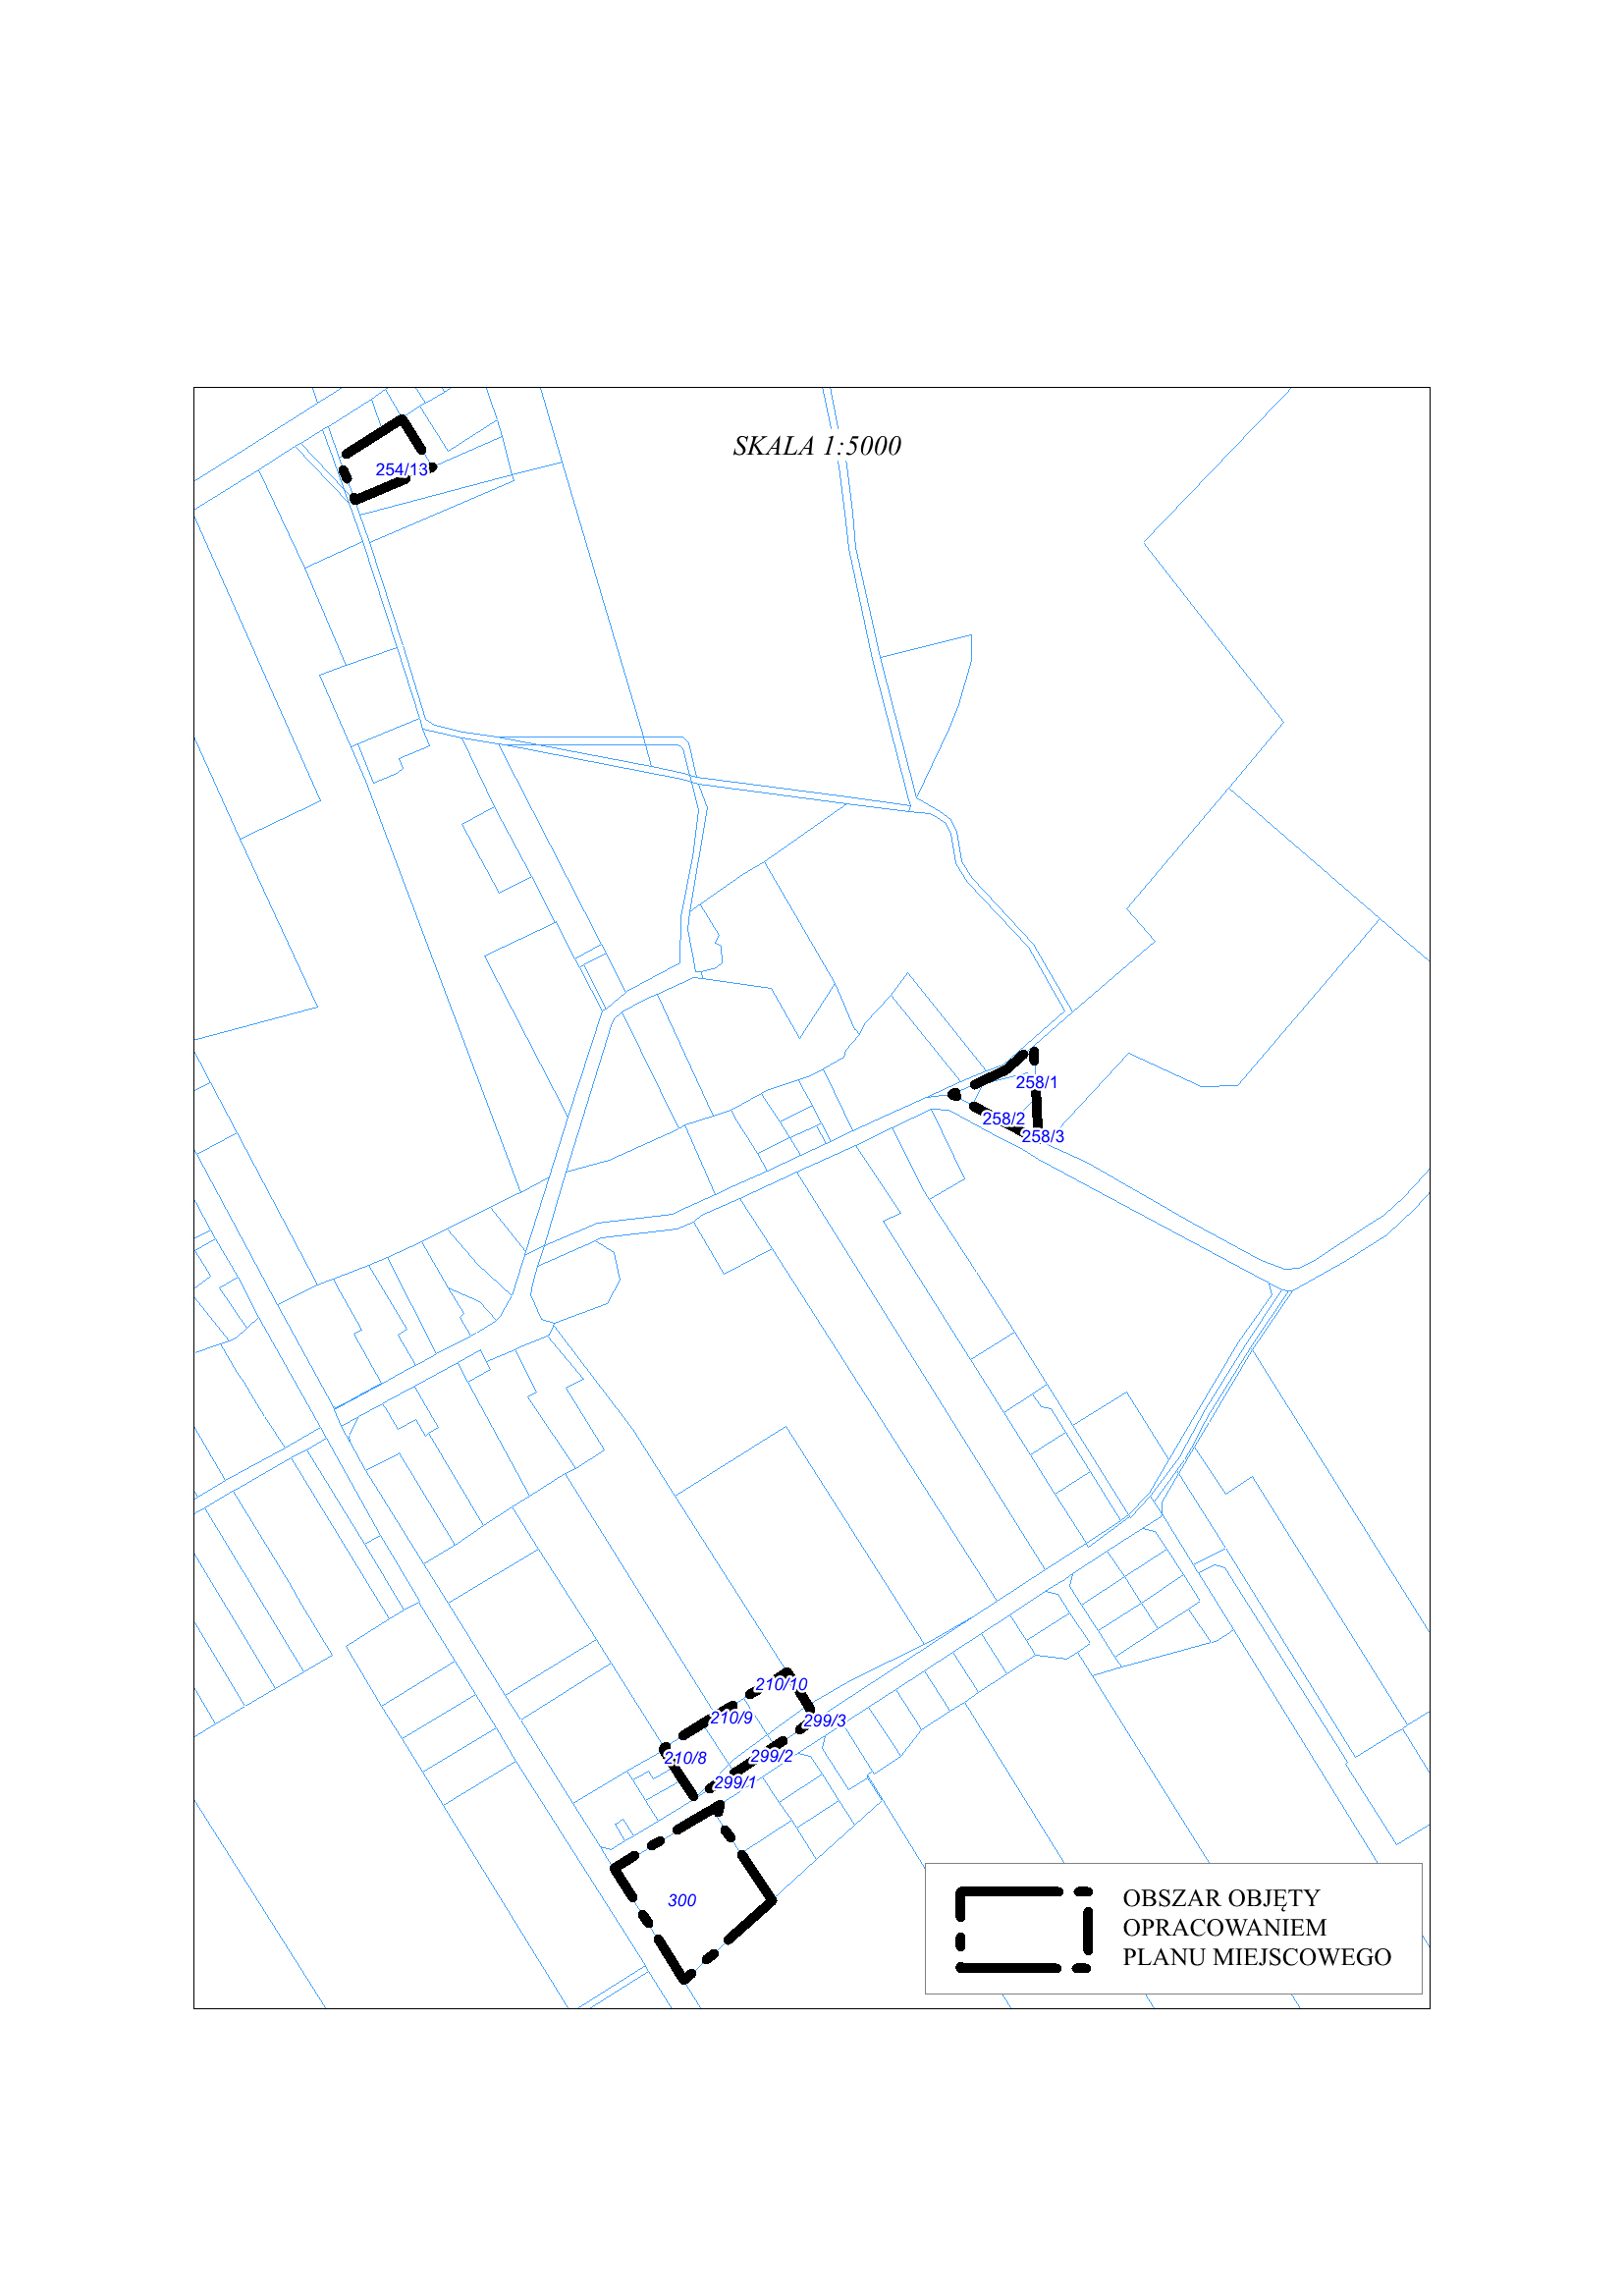 SKALA 1:5000
254/13
258/1
258/2
258/3
210/10
210/9
299/3
210/8
299/2
299/1
300
OBSZAR OBJĘTY
OPRACOWANIEM
PLANU MIEJSCOWEGO